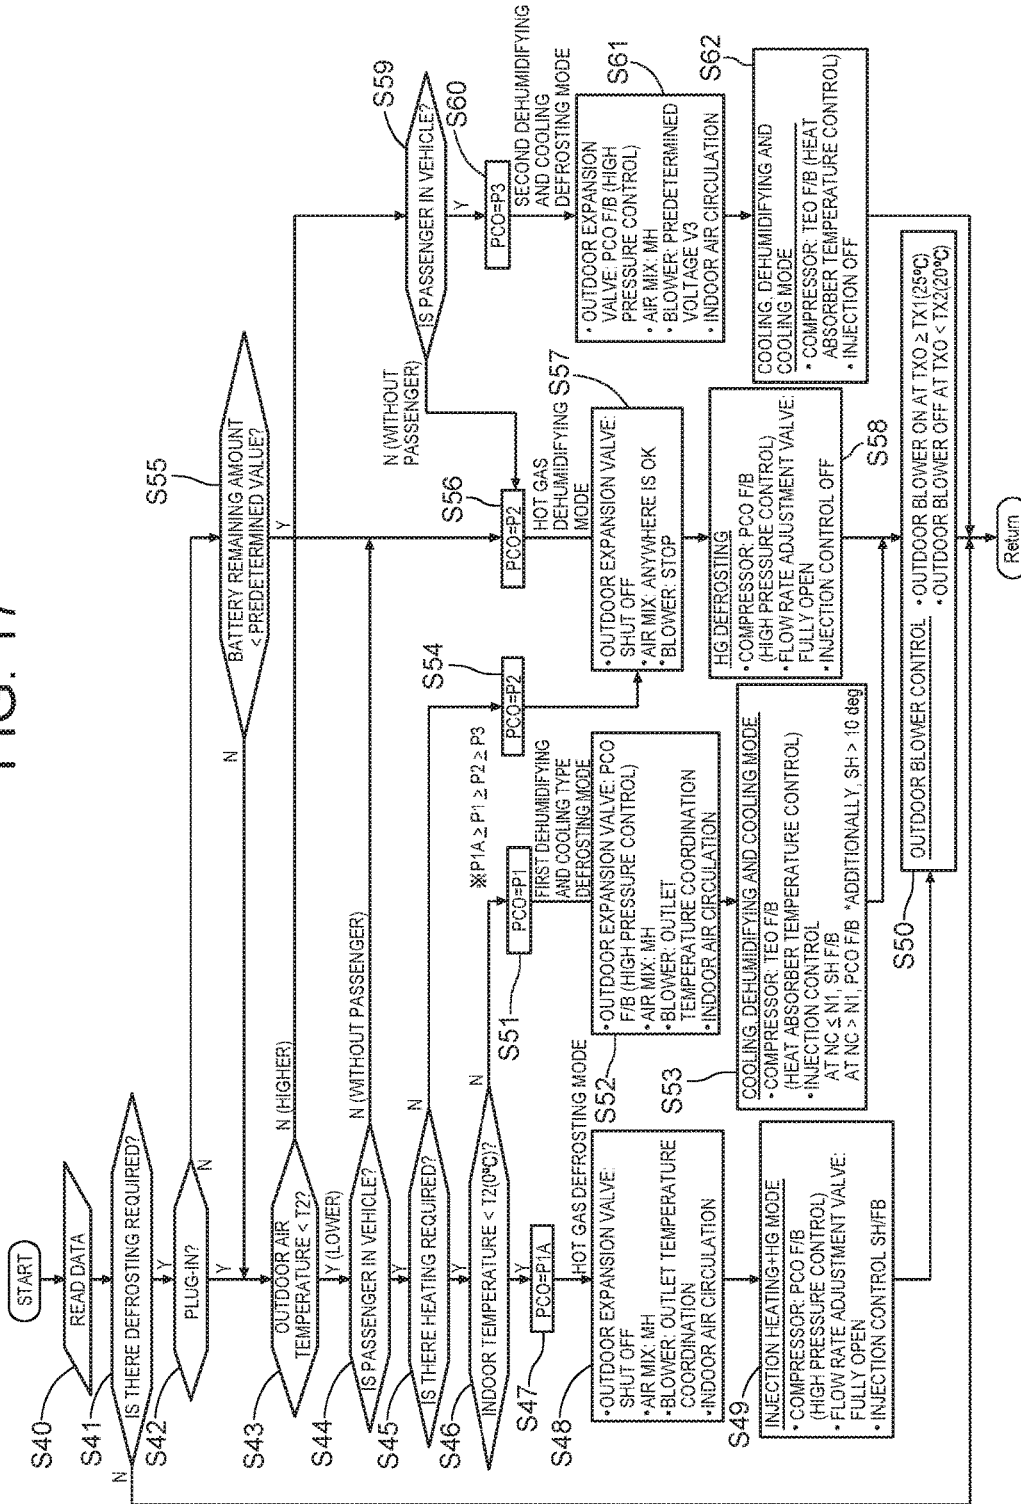 FIG. 17
START
S40
READ DATA
S41
IS THERE DEFROSTING REQUIRED?
N
Y
S42
PLUG-IN?
N
Y
S43
OUTDOOR AIR
TEMPERATURE < T2?
N (HIGHER)
Y (LOWER)
S44
IS PASSENGER IN VEHICLE?
N (WITHOUT PASSENGER)
Y
S45
IS THERE HEATING REQUIRED?
N
Y
S46
INDOOR TEMPERATURE < T2(0ºC)?
N
Y
S47
PCO=P1A
HOT GAS DEFROSTING MODE
S48
•OUTDOOR EXPANSION VALVE:
SHUT OFF
•AIR MIX: MH
•BLOWER: OUTLET TEMPERATURE
COORDINATION
•INDOOR AIR CIRCULATION
S49
INJECTION HEATING+HG MODE
•COMPRESSOR: PCO F/B
(HIGH PRESSURE CONTROL)
•FLOW RATE ADJUSTMENT VALVE:
FULLY OPEN
•INJECTION CONTROL SH/FB
※P1A ≥ P1 ≥ P2 ≥ P3
S51
PCO=P1
FIRST DEHUMIDIFYING
AND COOLING TYPE
DEFROSTING MODE
S52
•OUTDOOR EXPANSION VALVE: PCO
F/B (HIGH PRESSURE CONTROL)
•AIR MIX: MH
•BLOWER: OUTLET
TEMPERATURE COORDINATION
•INDOOR AIR CIRCULATION
S53
COOLING, DEHUMIDIFYING AND COOLING MODE
•COMPRESSOR: TEO F/B
(HEAT ABSORBER TEMPERATURE CONTROL)
•INJECTION CONTROL
AT NC ≤ N1, SH F/B
AT NC > N1, PCO F/B *ADDITIONALLY, SH > 10 deg
S54
PCO=P2
S55
BATTERY REMAINING AMOUNT
< PREDETERMINED VALUE?
N
Y
S56
PCO=P2
HOT GAS
DEHUMIDIFYING
MODE
S57
•OUTDOOR EXPANSION VALVE:
SHUT OFF
•AIR MIX: ANYWHERE IS OK
•BLOWER: STOP
S58
HG DEFROSTING
•COMPRESSOR: PCO F/B
(HIGH PRESSURE CONTROL)
•FLOW RATE ADJUSTMENT VALVE:
FULLY OPEN
•INJECTION CONTROL OFF
S59
IS PASSENGER IN VEHICLE?
N (WITHOUT
PASSENGER)
Y
S60
PCO=P3
SECOND DEHUMIDIFYING
AND COOLING
DEFROSTING MODE
S61
•OUTDOOR EXPANSION
VALVE: PCO F/B (HIGH
PRESSURE CONTROL)
•AIR MIX: MH
•BLOWER: PREDETERMINED
VOLTAGE V3
•INDOOR AIR CIRCULATION
S62
COOLING, DEHUMIDIFYING AND
COOLING MODE
•COMPRESSOR: TEO F/B (HEAT
ABSORBER TEMPERATURE CONTROL)
•INJECTION OFF
S50
OUTDOOR BLOWER CONTROL •OUTDOOR BLOWER ON AT TXO ≥ TX1(25ºC)
•OUTDOOR BLOWER OFF AT TXO < TX2(20ºC)
Return